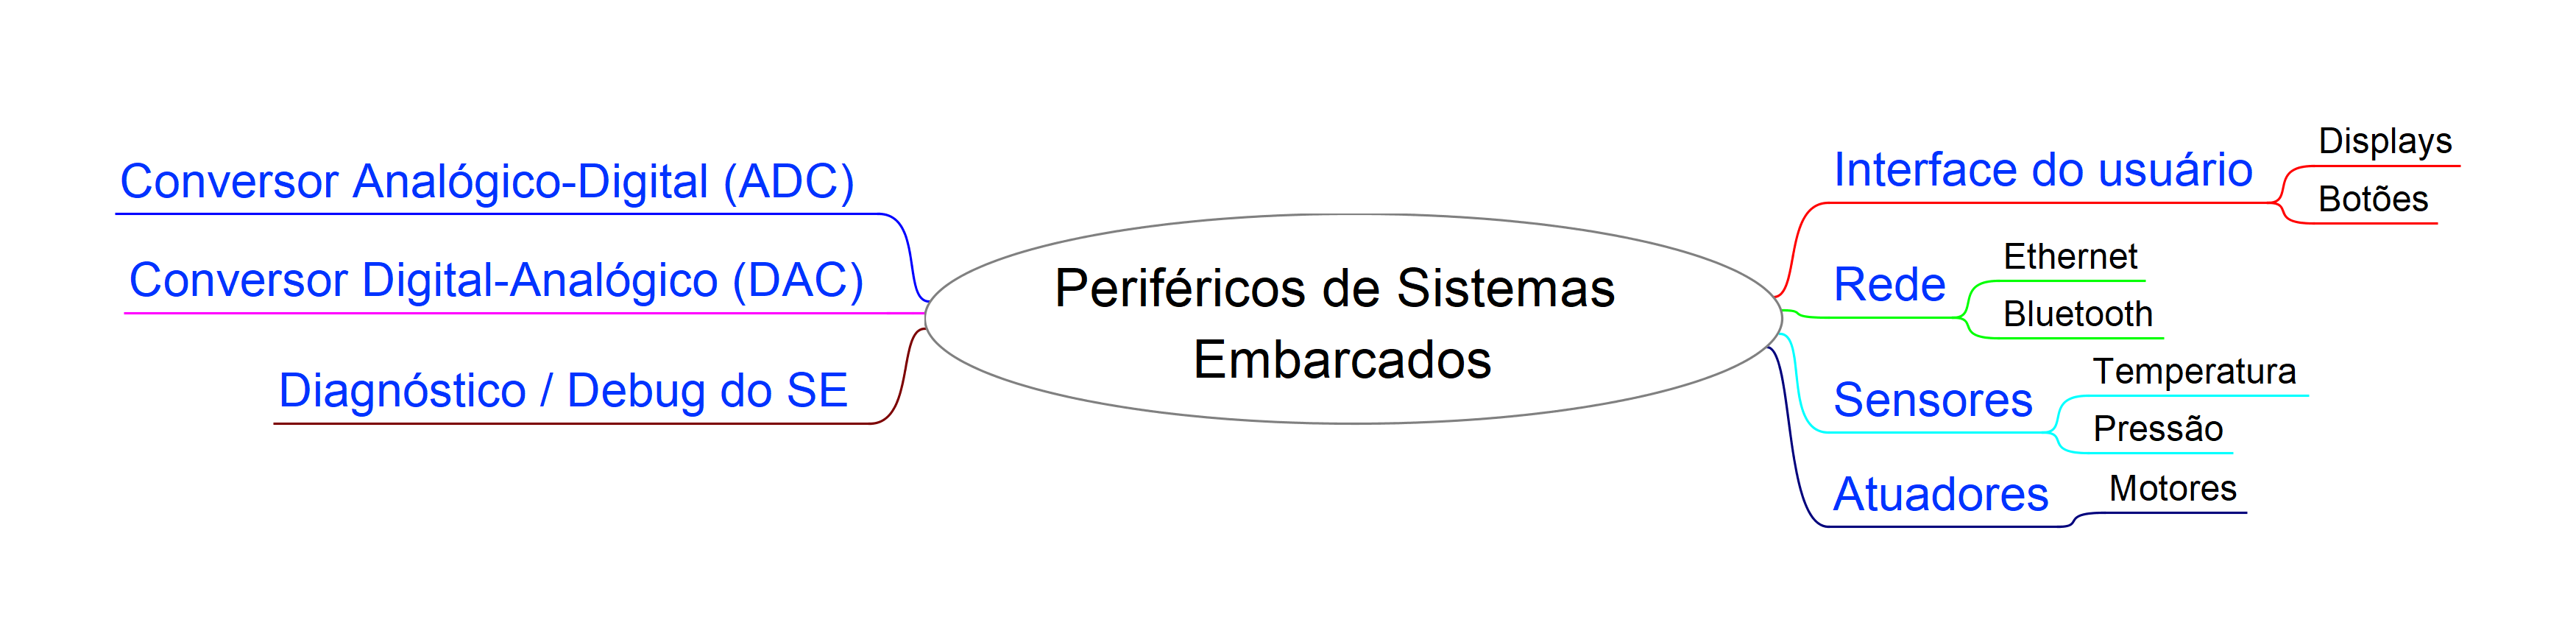 Periféricos de Sistemas
Embarcados
Interface do usuário
Displays
Botões
Rede
Ethernet
Bluetooth
Sensores
Temperatura
Pressão
Atuadores
Motores
Conversor Analógico-Digital (ADC)
Conversor Digital-Analógico (DAC)
Diagnóstico / Debug do SE